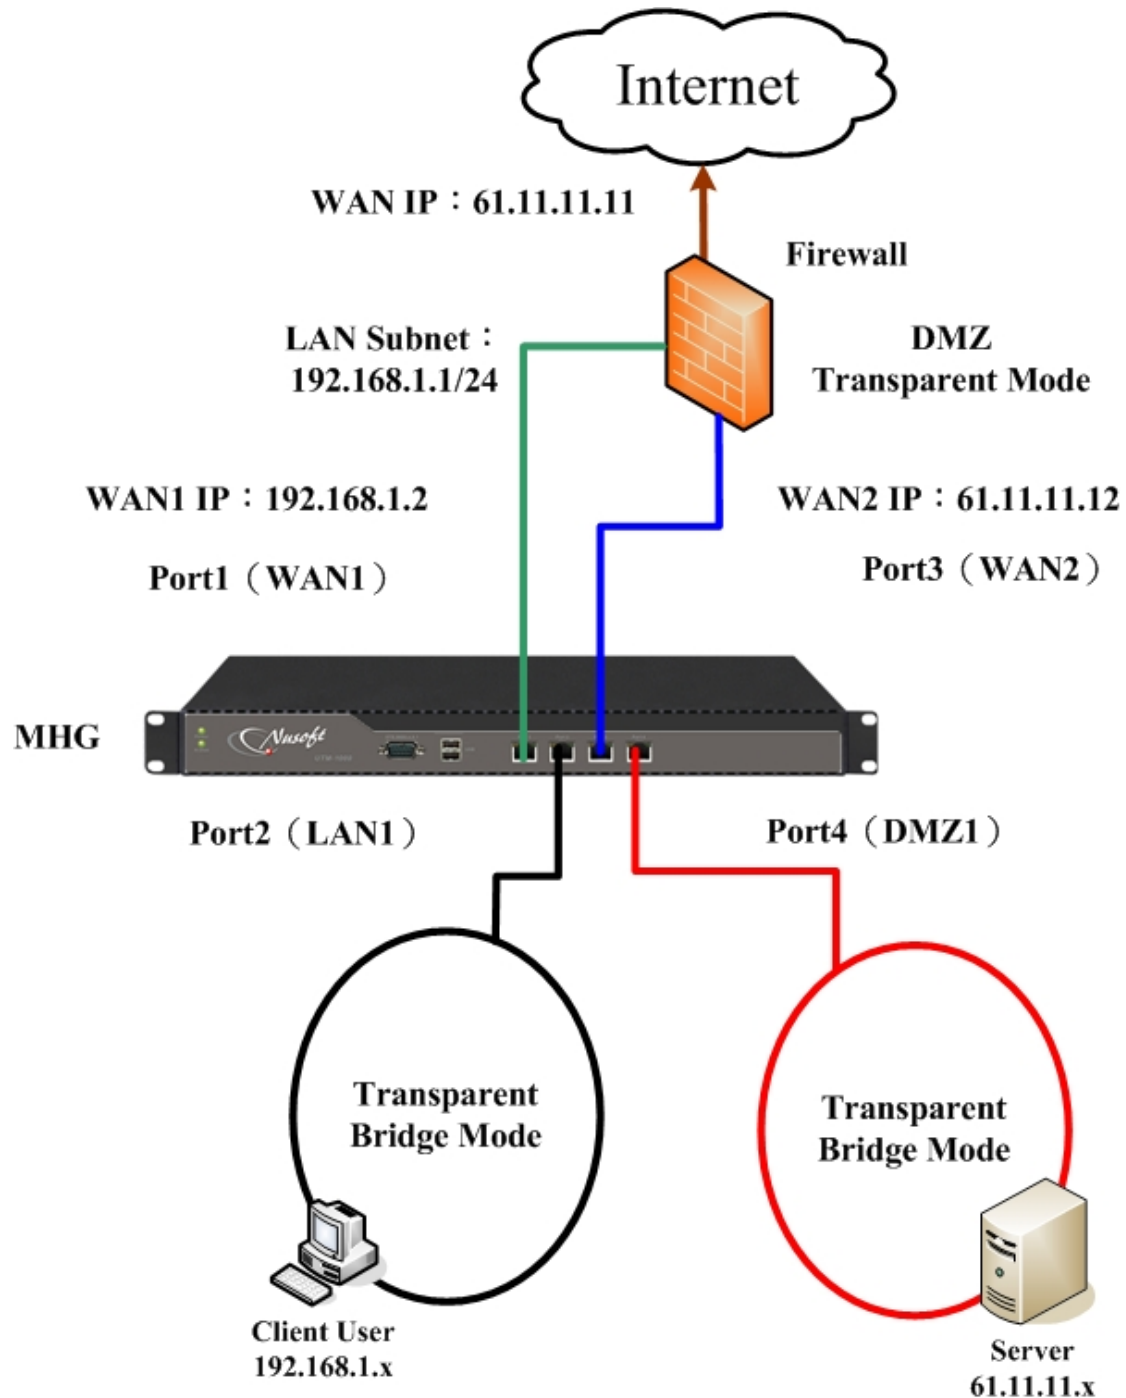 Internet
WAN IP：61.11.11.11
Firewall
LAN Subnet：
192.168.1.1/24
DMZ
Transparent Mode
WAN1 IP：192.168.1.2
WAN2 IP：61.11.11.12
Port1（WAN1）
Port3（WAN2）
MHG
Nusoft
Port2（LAN1）
Port4（DMZ1）
Transparent
Bridge Mode
Transparent
Bridge Mode
Client User
192.168.1.x
Server
61.11.11.x